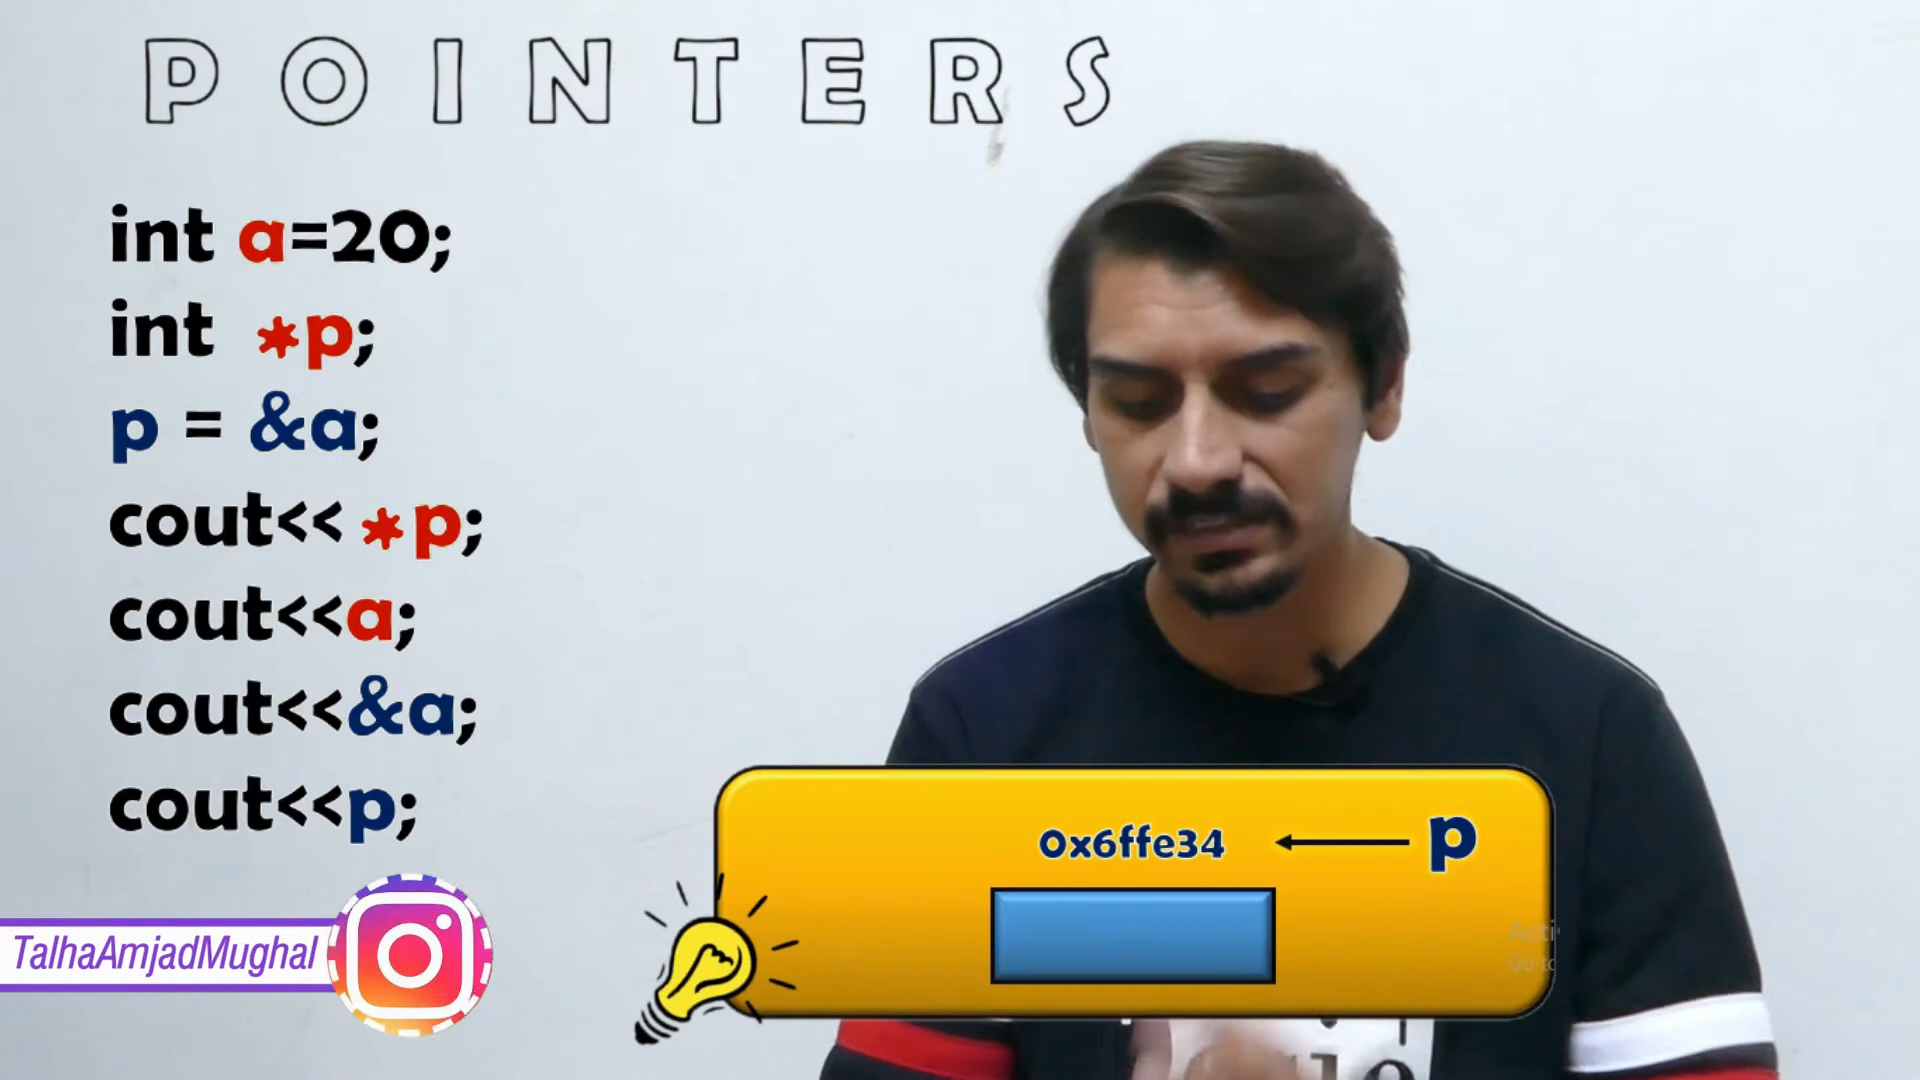 POINTERS
int a=20;
int *p;
p = &a;
cout<< *p;
cout<<a;
cout<<&a;
cout<<p;
0x6ffe34
p
TalhaAmjadMughal